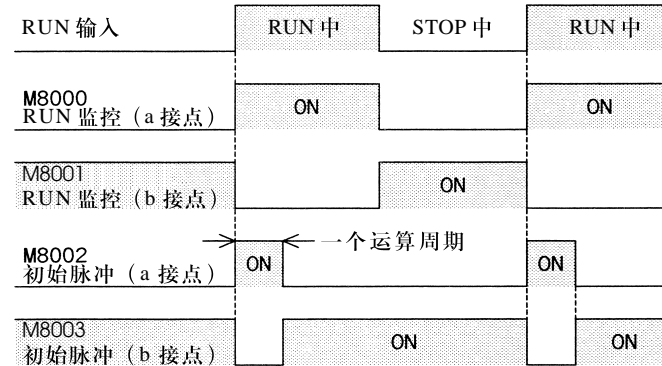 RUN 输入
RUN 中
STOP 中
RUN 中
M8000
RUN 监控（a 接点）
ON
ON
M8001
RUN 监控（b 接点）
ON
一个运算周期
M8002
初始脉冲（a 接点）
ON
ON
M8003
初始脉冲（b 接点）
ON
ON